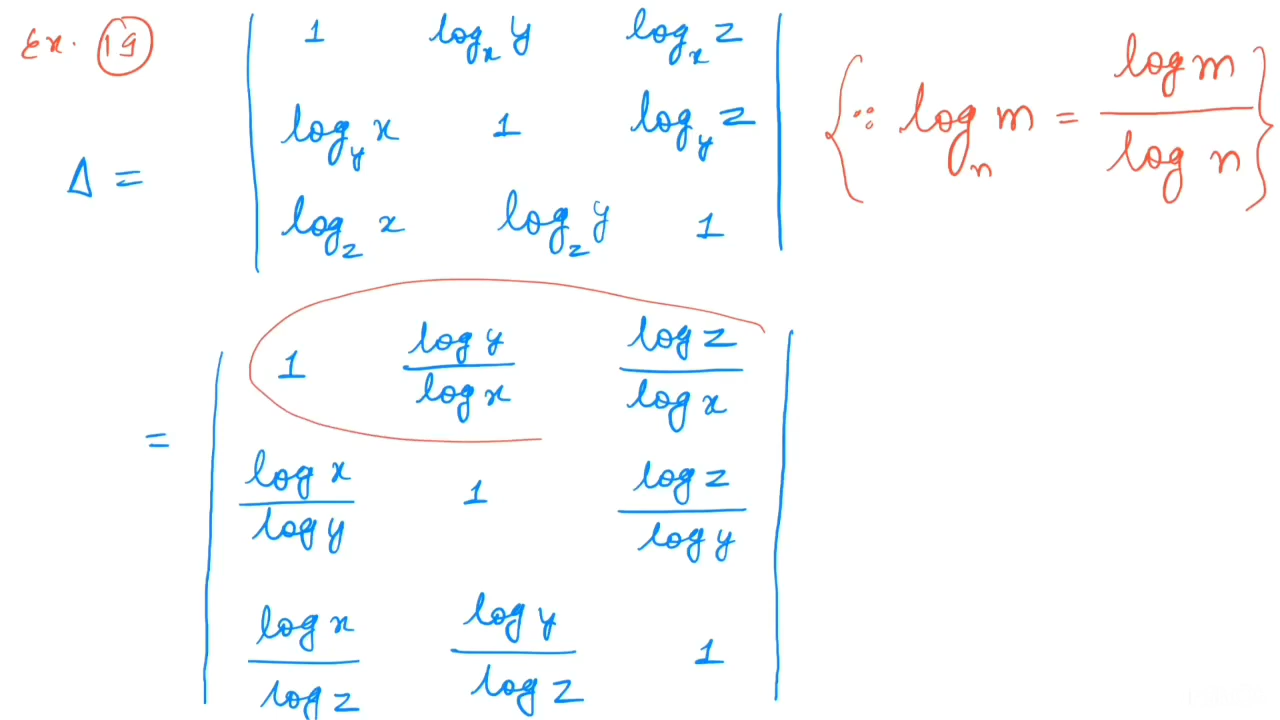 Ex. 19
Δ = | 1 log_x y log_x z |
| log_y x 1 log_y z |
| log_z x log_z y 1 |
{∵ log_n m = log m / log n}
= | 1 log y / log x log z / log x |
| log x / log y 1 log z / log y |
| log x / log z log y / log z 1 |